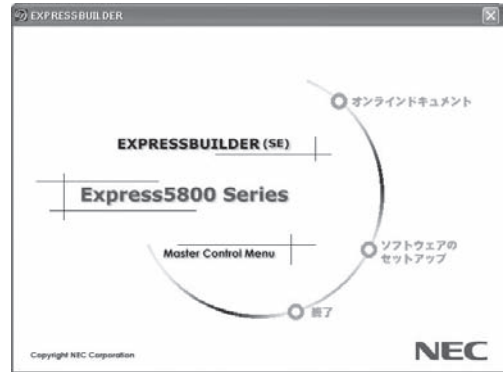 EXPRESSBUILDER
オンラインドキュメント
EXPRESSBUILDER (SE)
Express5800 Series
ソフトウェアの
セットアップ
Master Control Menu
終了
Copyright NEC Corporation
NEC